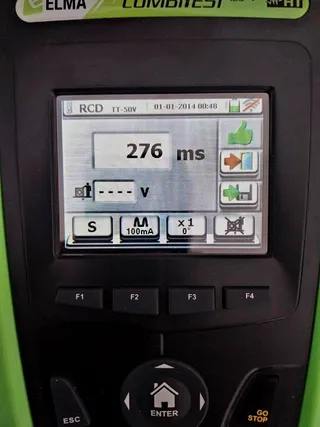 ELMA COMBITEST
RCD TT-50V 01-01-2014 00:48
276 ms
---- V
S 100mA x1 0°
F1 F2 F3 F4
ESC ENTER GO STOP